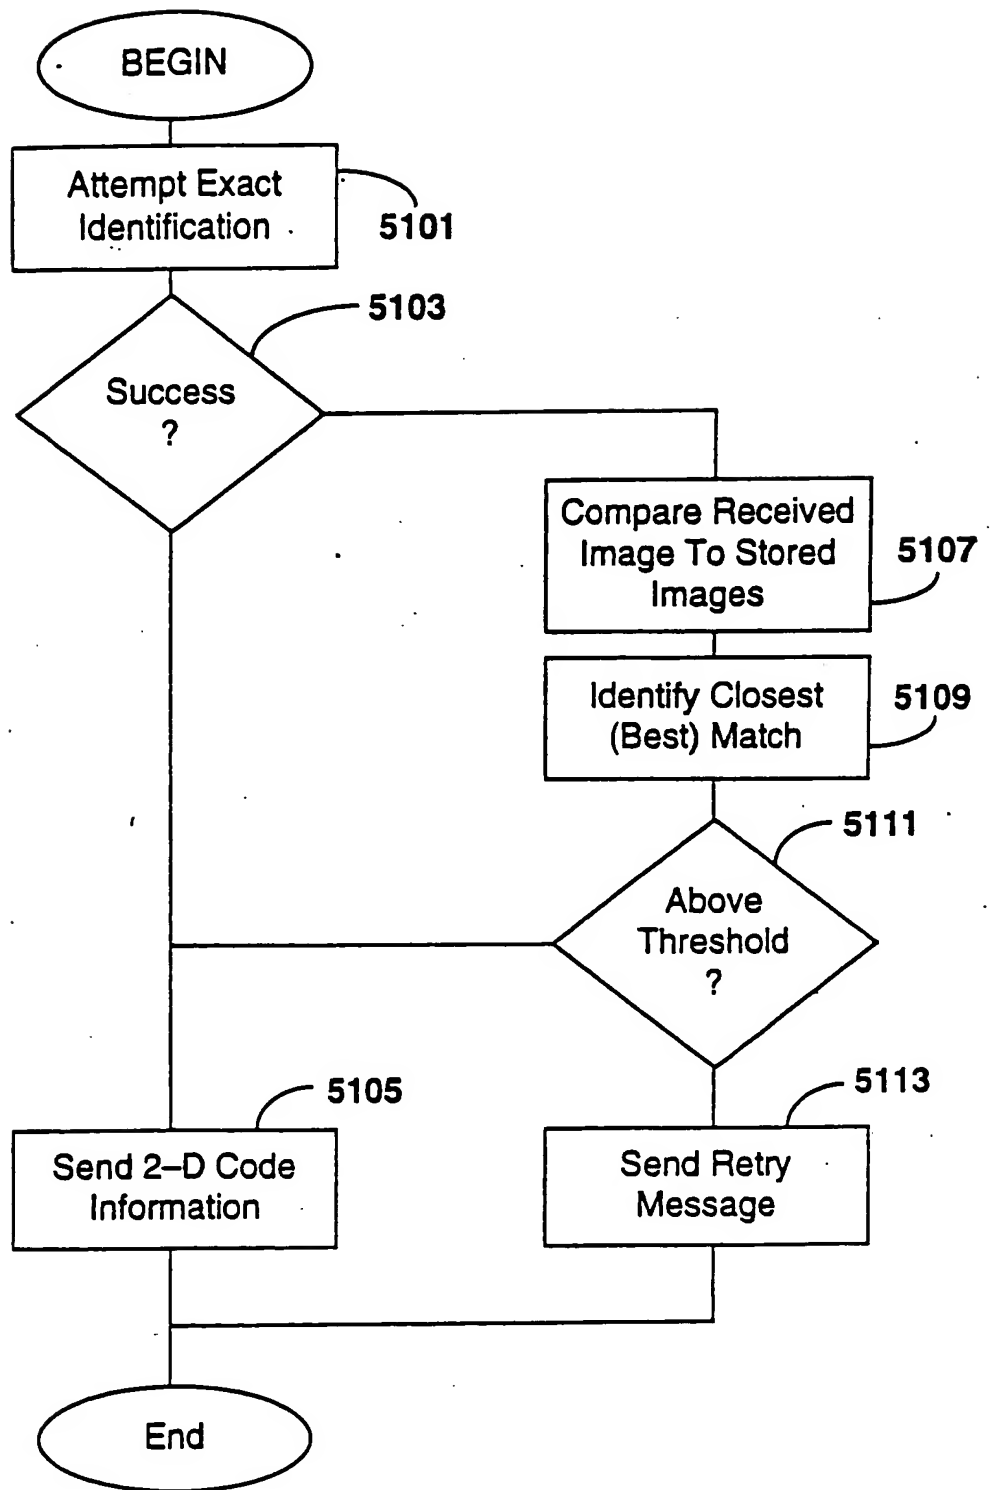 BEGIN
Attempt Exact
Identification
5101
5103
Success
?
Compare Received
Image To Stored
Images
5107
Identify Closest
(Best) Match
5109
5111
Above
Threshold
?
5105
Send 2-D Code
Information
5113
Send Retry
Message
End